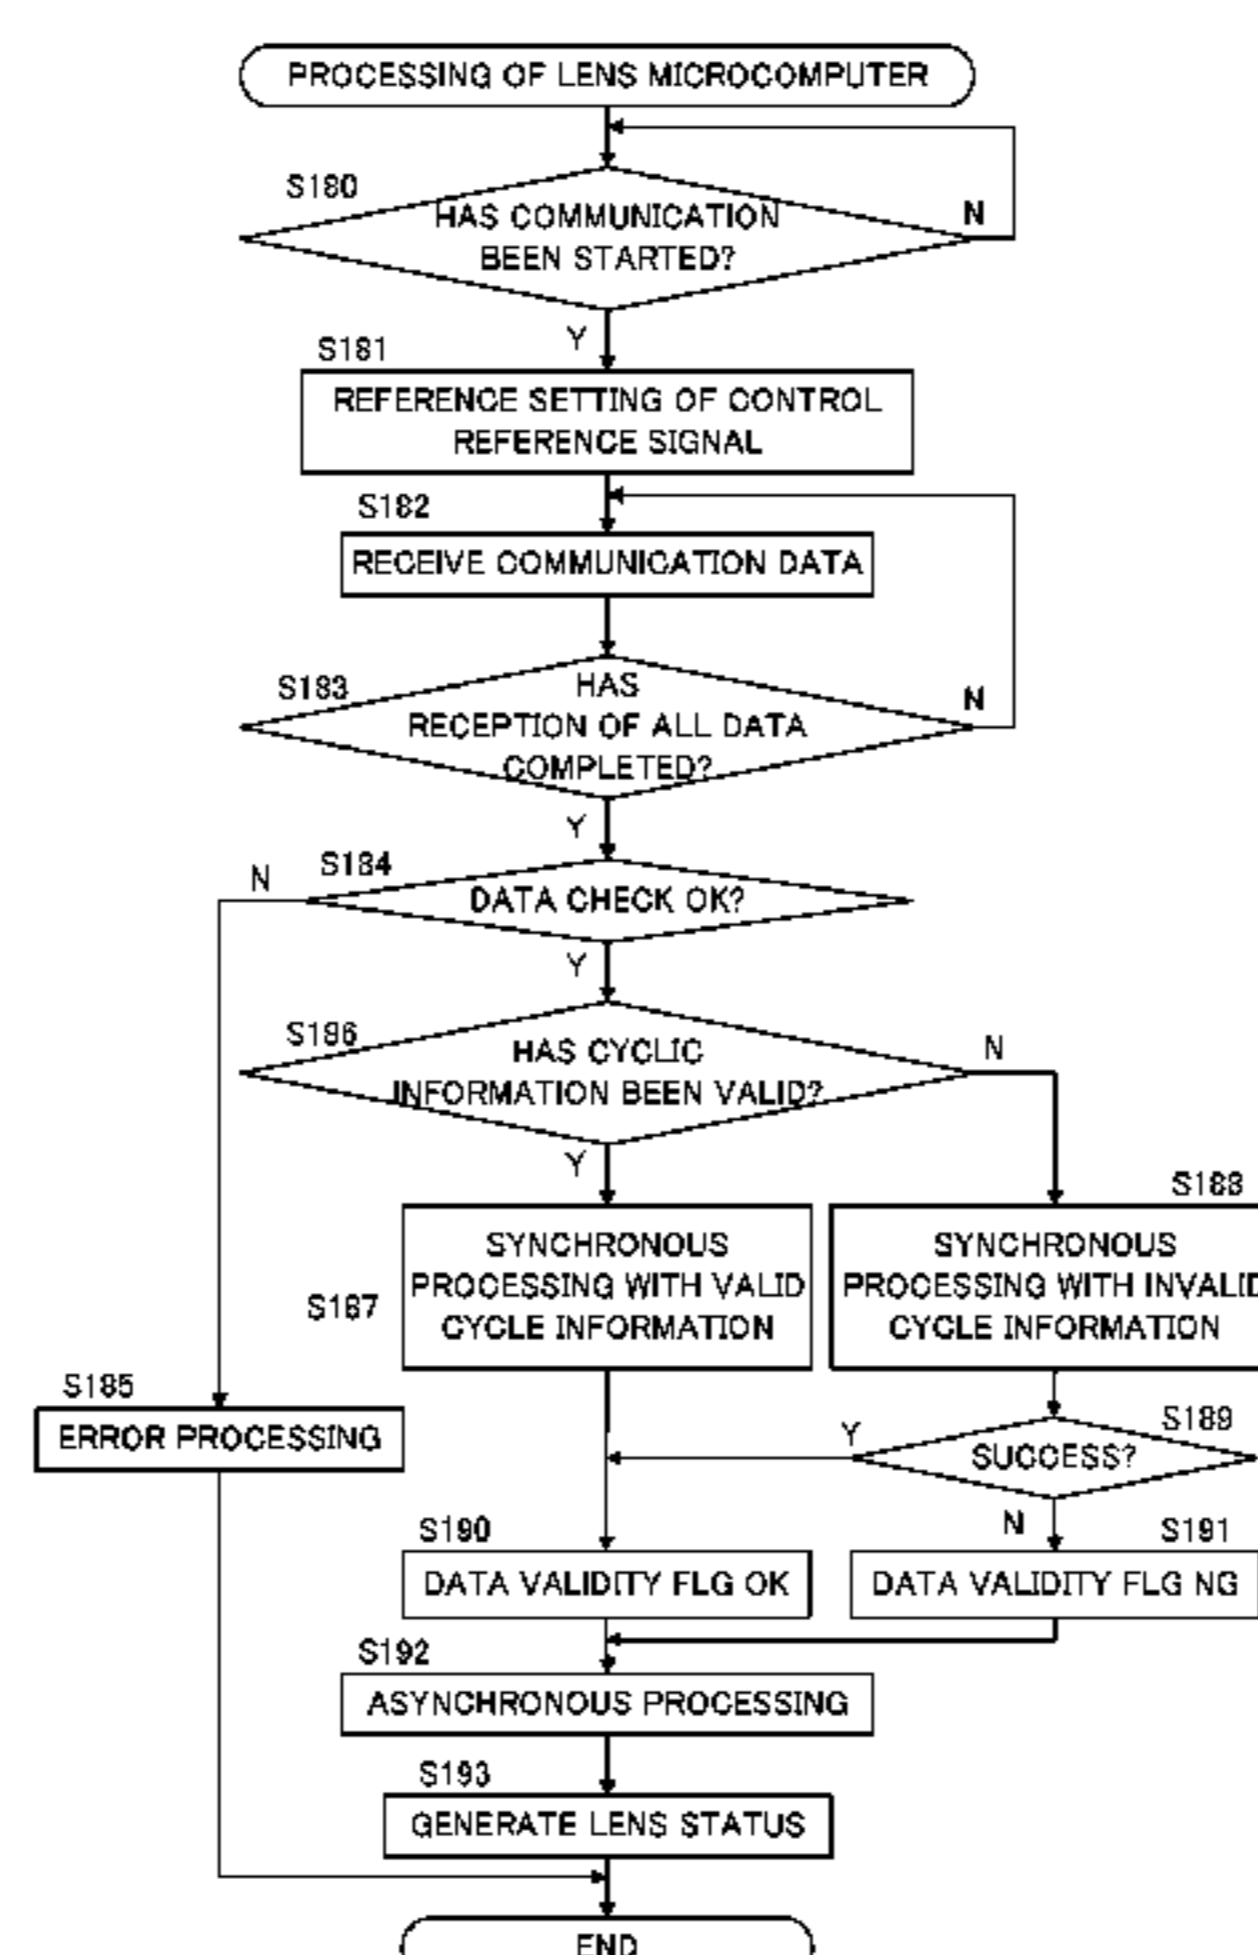 PROCESSING OF LENS MICROCOMPUTER
S180
HAS COMMUNICATION
BEEN STARTED?
N
Y
S181
REFERENCE SETTING OF CONTROL
REFERENCE SIGNAL
S182
RECEIVE COMMUNICATION DATA
S183
HAS
RECEPTION OF ALL DATA
COMPLETED?
N
Y
S184
N
DATA CHECK OK?
Y
S186
HAS CYCLIC
INFORMATION BEEN VALID?
N
Y
S187
SYNCHRONOUS
PROCESSING WITH VALID
CYCLE INFORMATION
S188
SYNCHRONOUS
PROCESSING WITH INVALID
CYCLE INFORMATION
S185
ERROR PROCESSING
S189
Y
SUCCESS?
N
S190
DATA VALIDITY FLG OK
S191
DATA VALIDITY FLG NG
S192
ASYNCHRONOUS PROCESSING
S193
GENERATE LENS STATUS
END